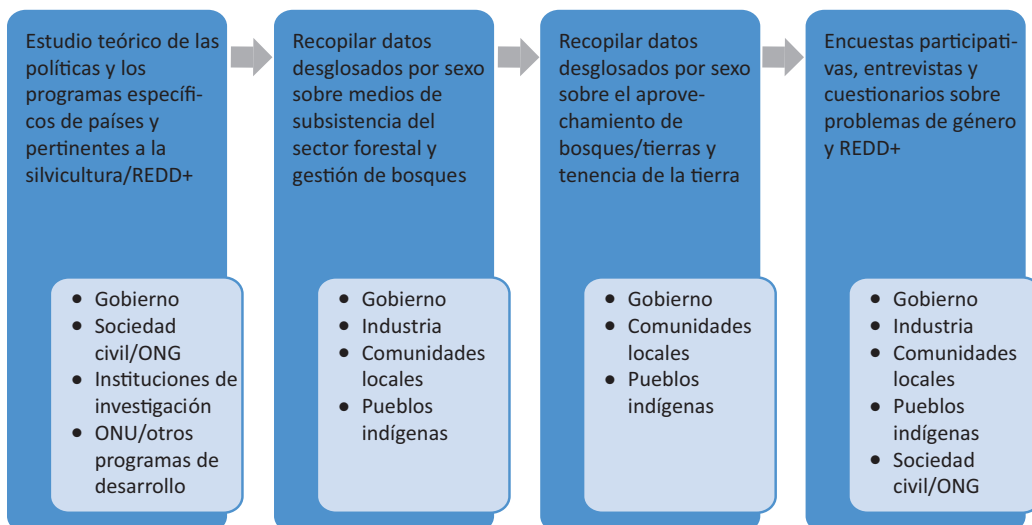 Estudio teórico de las
políticas y los
programas específi-
cos de países y
pertinentes a la
silvicultura/REDD+
Gobierno
Sociedad
civil/ONG
Instituciones de
investigación
ONU/otros
programas de
desarrollo
Recopilar datos
desglosados por sexo
sobre medios de
subsistencia del
sector forestal y
gestión de bosques
Gobierno
Industria
Comunidades
locales
Pueblos
indígenas
Recopilar datos
desglosados por sexo
sobre el aprove-
chamiento de
bosques/tierras y
tenencia de la tierra
Gobierno
Comunidades
locales
Pueblos
indígenas
Encuestas participati-
vas, entrevistas y
cuestionarios sobre
problemas de género
y REDD+
Gobierno
Industria
Comunidades
locales
Pueblos
indígenas
Sociedad
civil/ONG